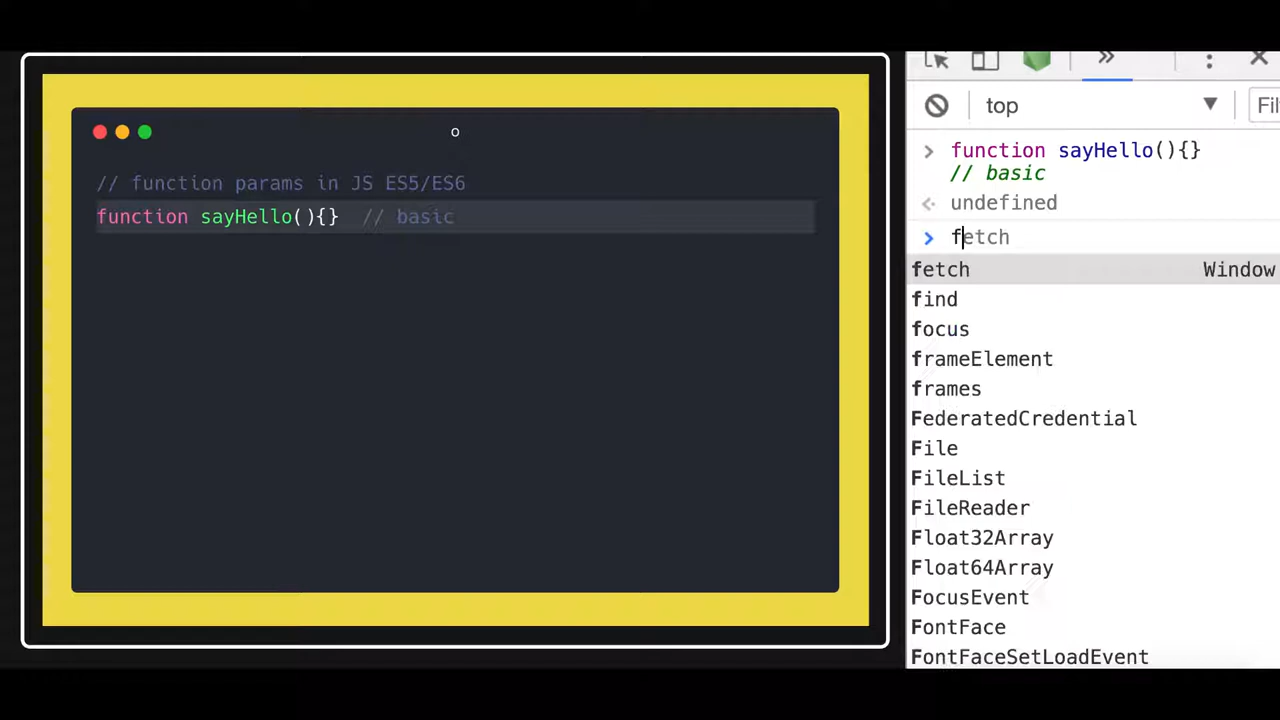 o
// function params in JS ES5/ES6
function sayHello(){} // basic
top
Fil
function sayHello(){}
// basic
undefined
fetch
fetch Window
find
focus
frameElement
frames
FederatedCredential
File
FileList
FileReader
Float32Array
Float64Array
FocusEvent
FontFace
FontFaceSetLoadEvent